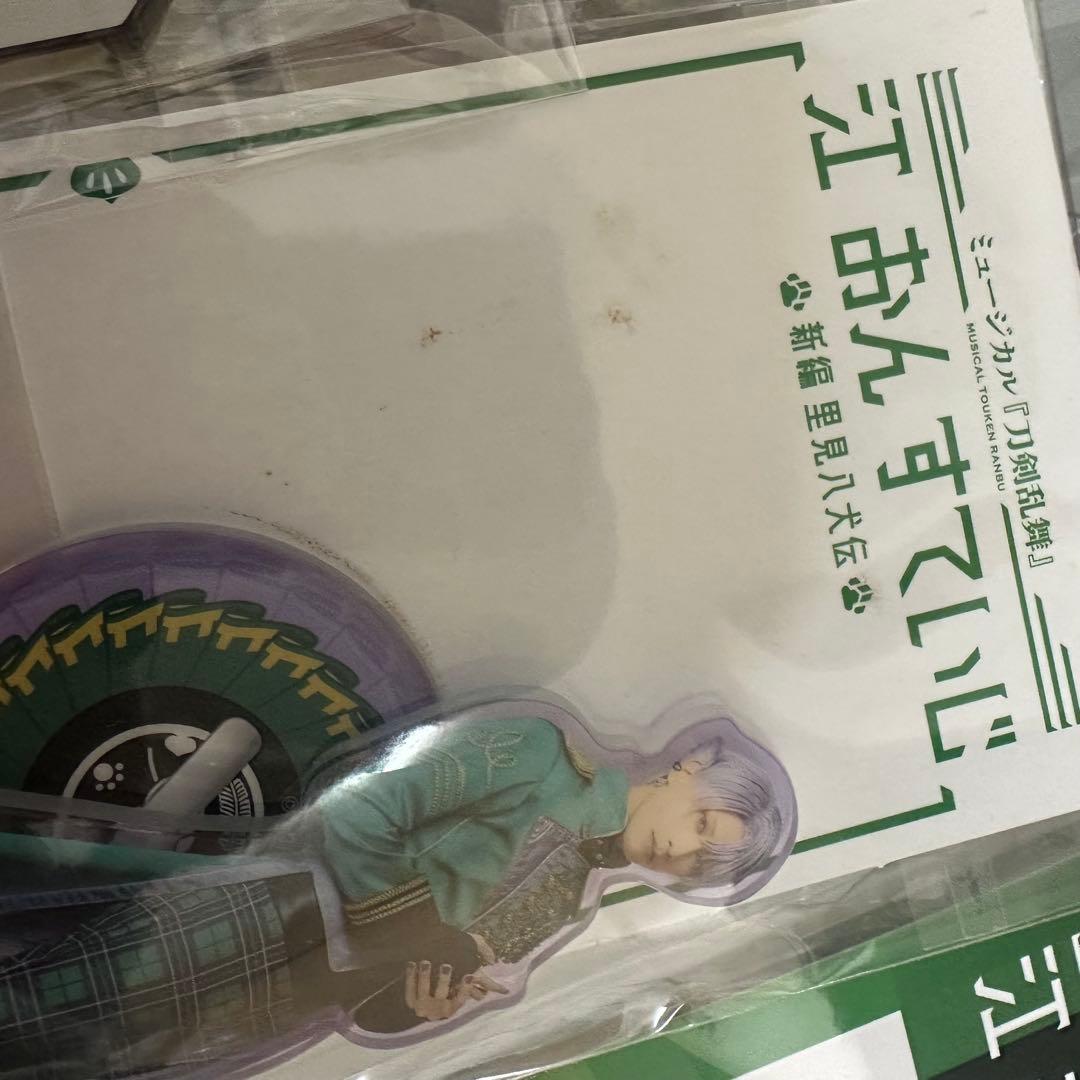 ミュージカル『刀剣乱舞』
MUSICAL TOUKEN RANBU
江 おん すていじ
新編 里見八犬伝
江